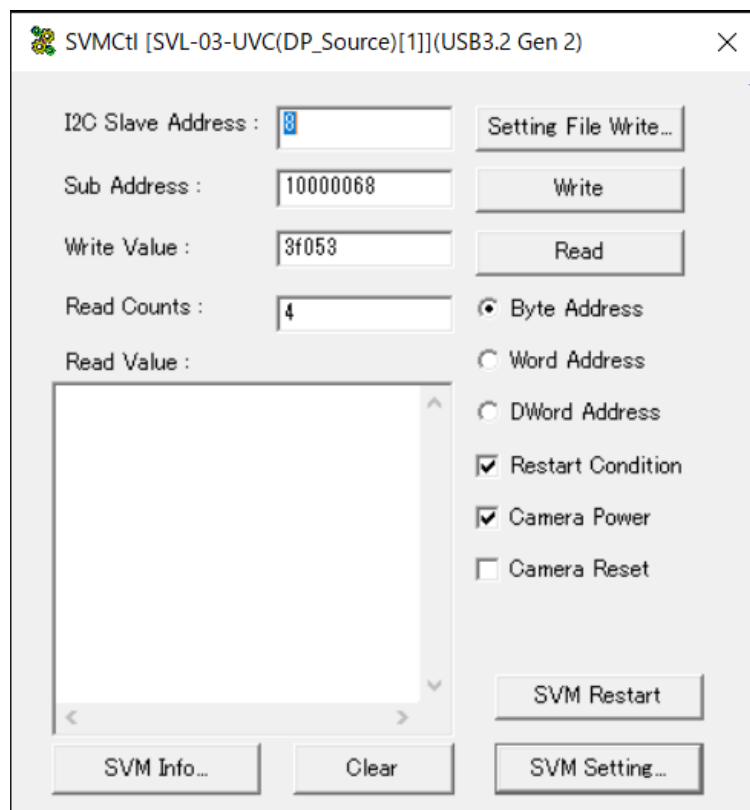 SVMCtl [SVL-03-UVC(DP_Source)[1]](USB3.2 Gen 2)
I2C Slave Address : 8 Setting File Write...
Sub Address : 10000068 Write
Write Value : 3f053 Read
Read Counts : 4 Byte Address
Read Value : Word Address
DWord Address
Restart Condition
Camera Power
Camera Reset
SVM Restart
SVM Info... Clear SVM Setting...